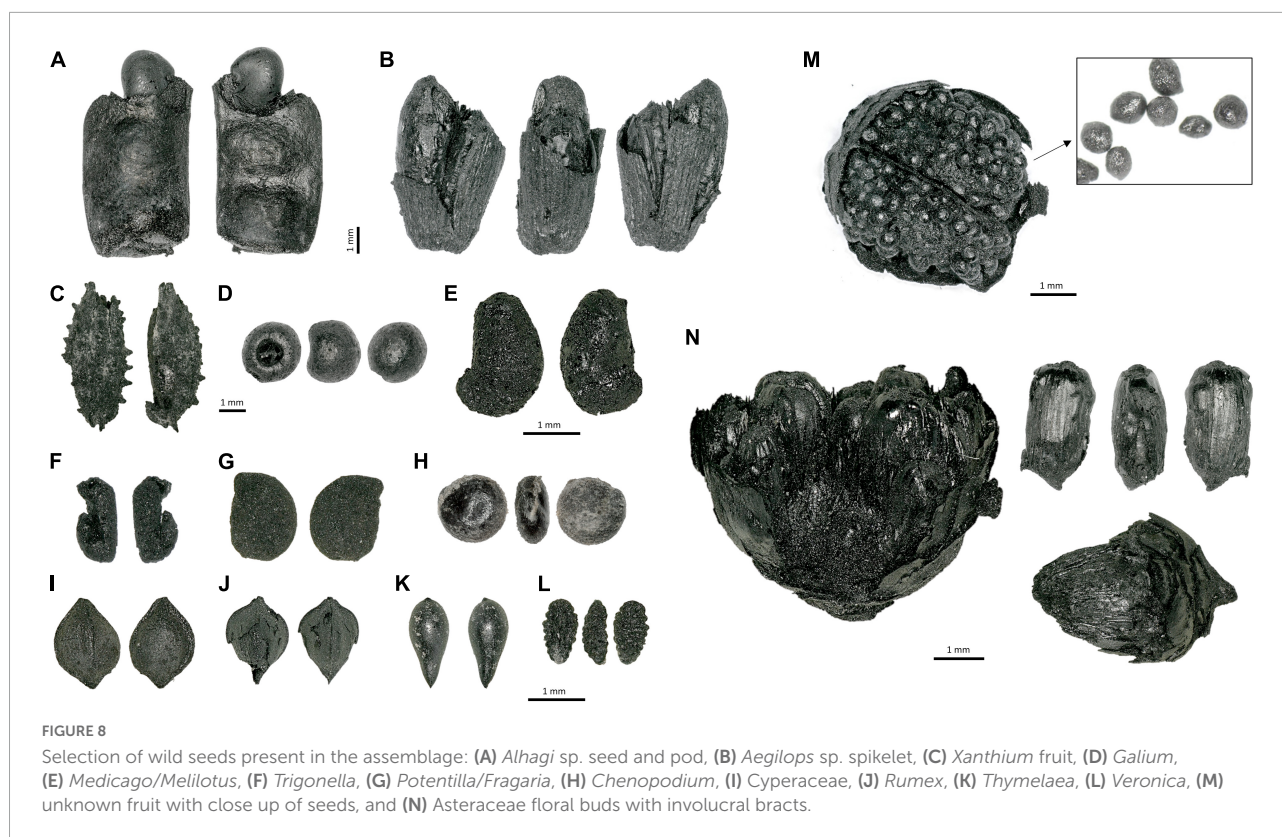 A
B
M
1 mm
C
D
E
1 mm
1 mm
1 mm
N
F
G
H
I
J
K
L
1 mm
1 mm
FIGURE 8
Selection of wild seeds present in the assemblage: (A) Alhagi sp. seed and pod, (B) Aegilops sp. spikelet, (C) Xanthium fruit, (D) Galium,
(E) Medicago/Melilotus, (F) Trigonella, (G) Potentilla/Fragaria, (H) Chenopodium, (I) Cyperaceae, (J) Rumex, (K) Thymelaea, (L) Veronica, (M)
unknown fruit with close up of seeds, and (N) Asteraceae floral buds with involucral bracts.